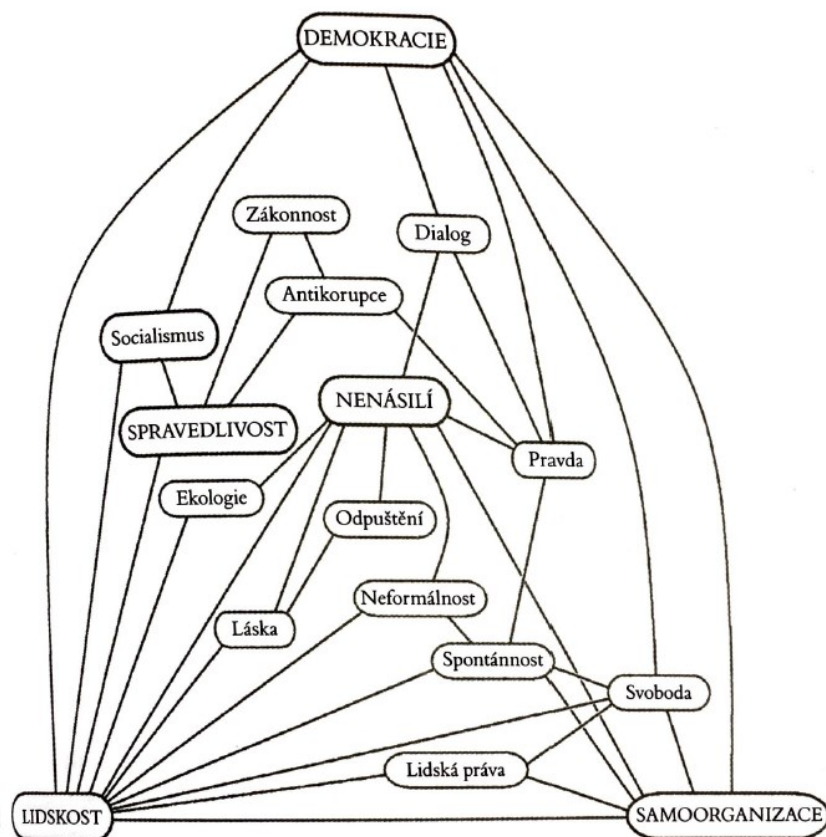 DEMOKRACIE
Zákonnost
Dialog
Antikorupce
Socialismus
NENÁSILÍ
SPRAVEDLIVOST
Pravda
Ekologie
Odpuštění
Neformálnost
Láska
Spontánnost
Svoboda
Lidská práva
LIDSKOST
SAMOORGANIZACE